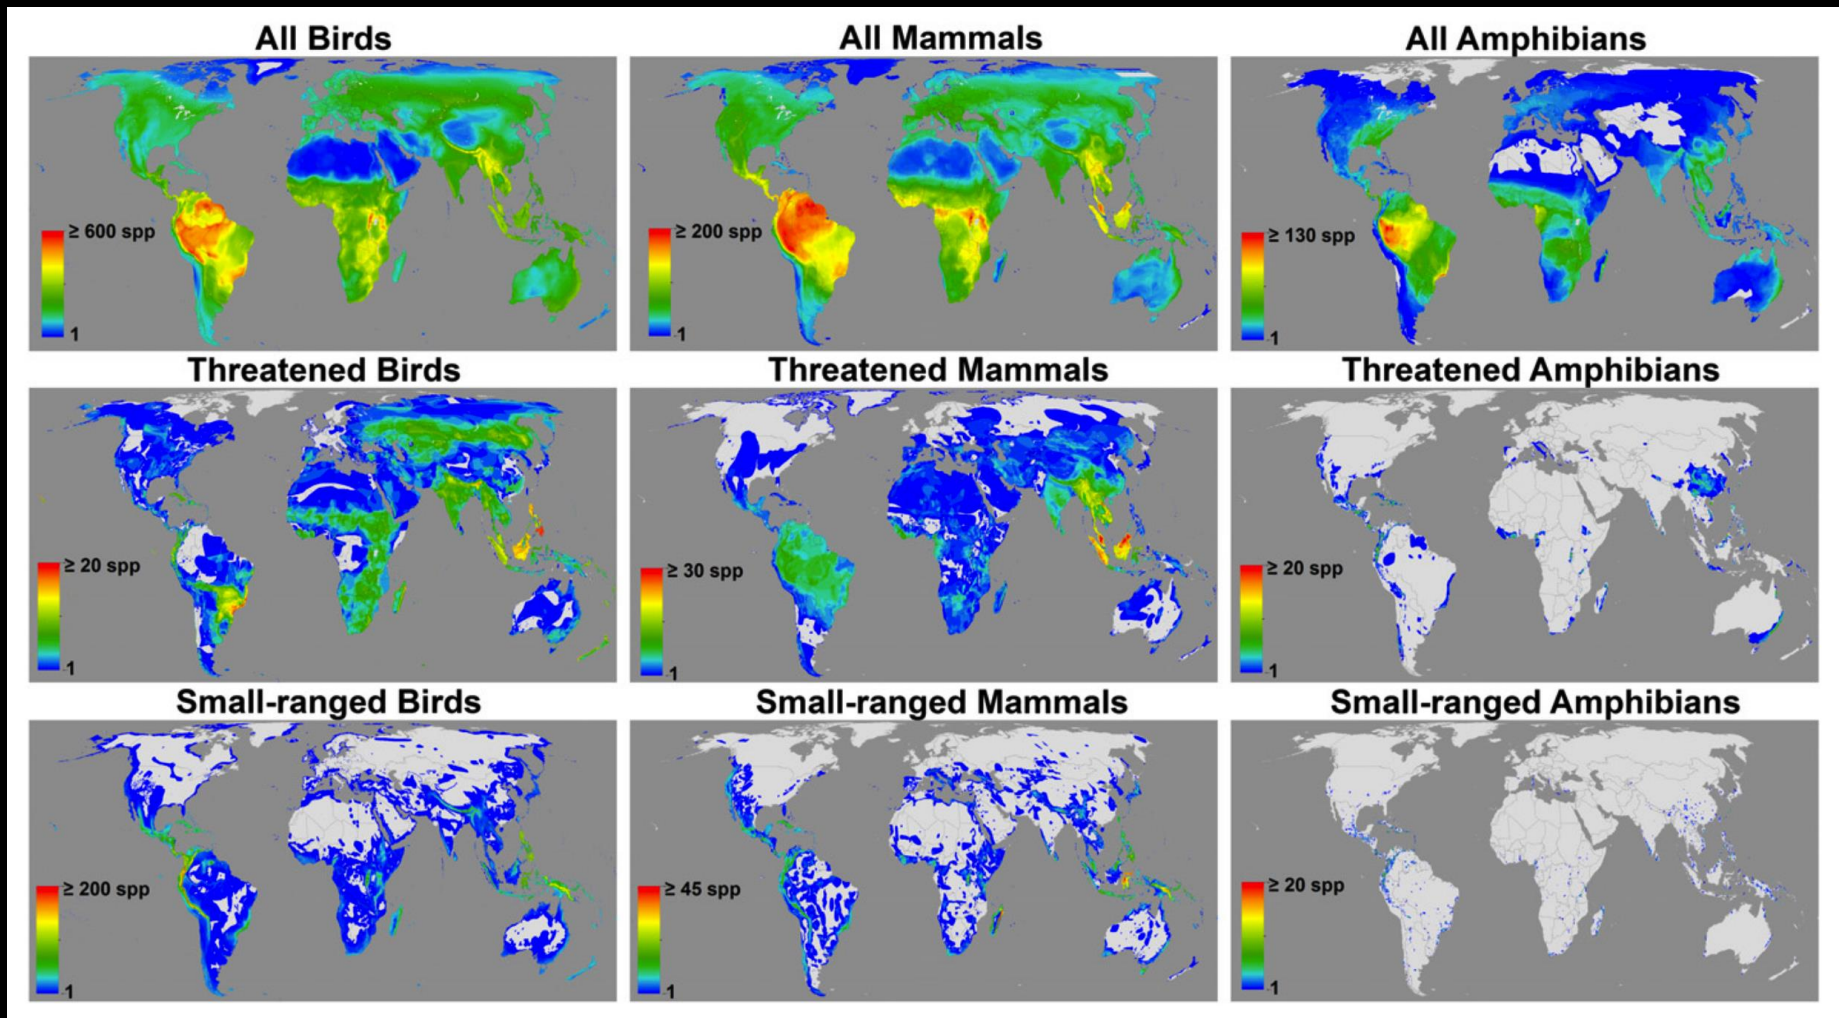 All Birds
All Mammals
All Amphibians
≥ 600 spp
1
≥ 200 spp
1
≥ 130 spp
1
Threatened Birds
Threatened Mammals
Threatened Amphibians
≥ 20 spp
1
≥ 30 spp
1
≥ 20 spp
1
Small-ranged Birds
Small-ranged Mammals
Small-ranged Amphibians
≥ 200 spp
1
≥ 45 spp
1
≥ 20 spp
1